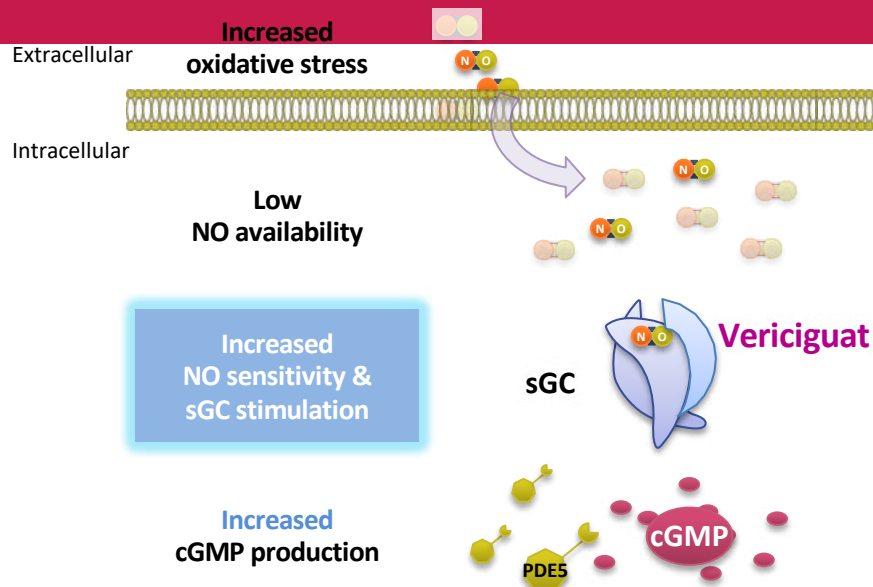 Increased
oxidative stress
Extracellular
N O
Intracellular
Low
NO availability
N O
N O
Increased
NO sensitivity &
sGC stimulation
N O
Vericiguat
sGC
Increased
cGMP production
PDE5
cGMP